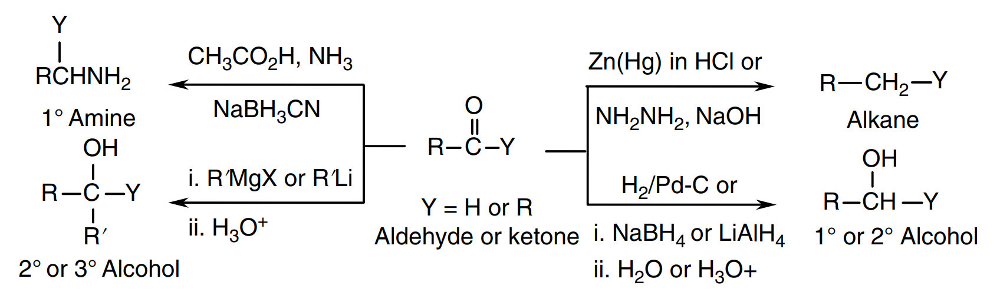 Y
RCHNH₂
1° Amine
CH₃CO₂H, NH₃
NaBH₃CN
OH
R—C—Y
R′
2° or 3° Alcohol
i. R′MgX or R′Li
ii. H₃O⁺
O
R–C–Y
Y = H or R
Aldehyde or ketone
Zn(Hg) in HCl or
NH₂NH₂, NaOH
R—CH₂—Y
Alkane
H₂/Pd-C or
i. NaBH₄ or LiAlH₄
ii. H₂O or H₃O+
OH
R—CH—Y
1° or 2° Alcohol